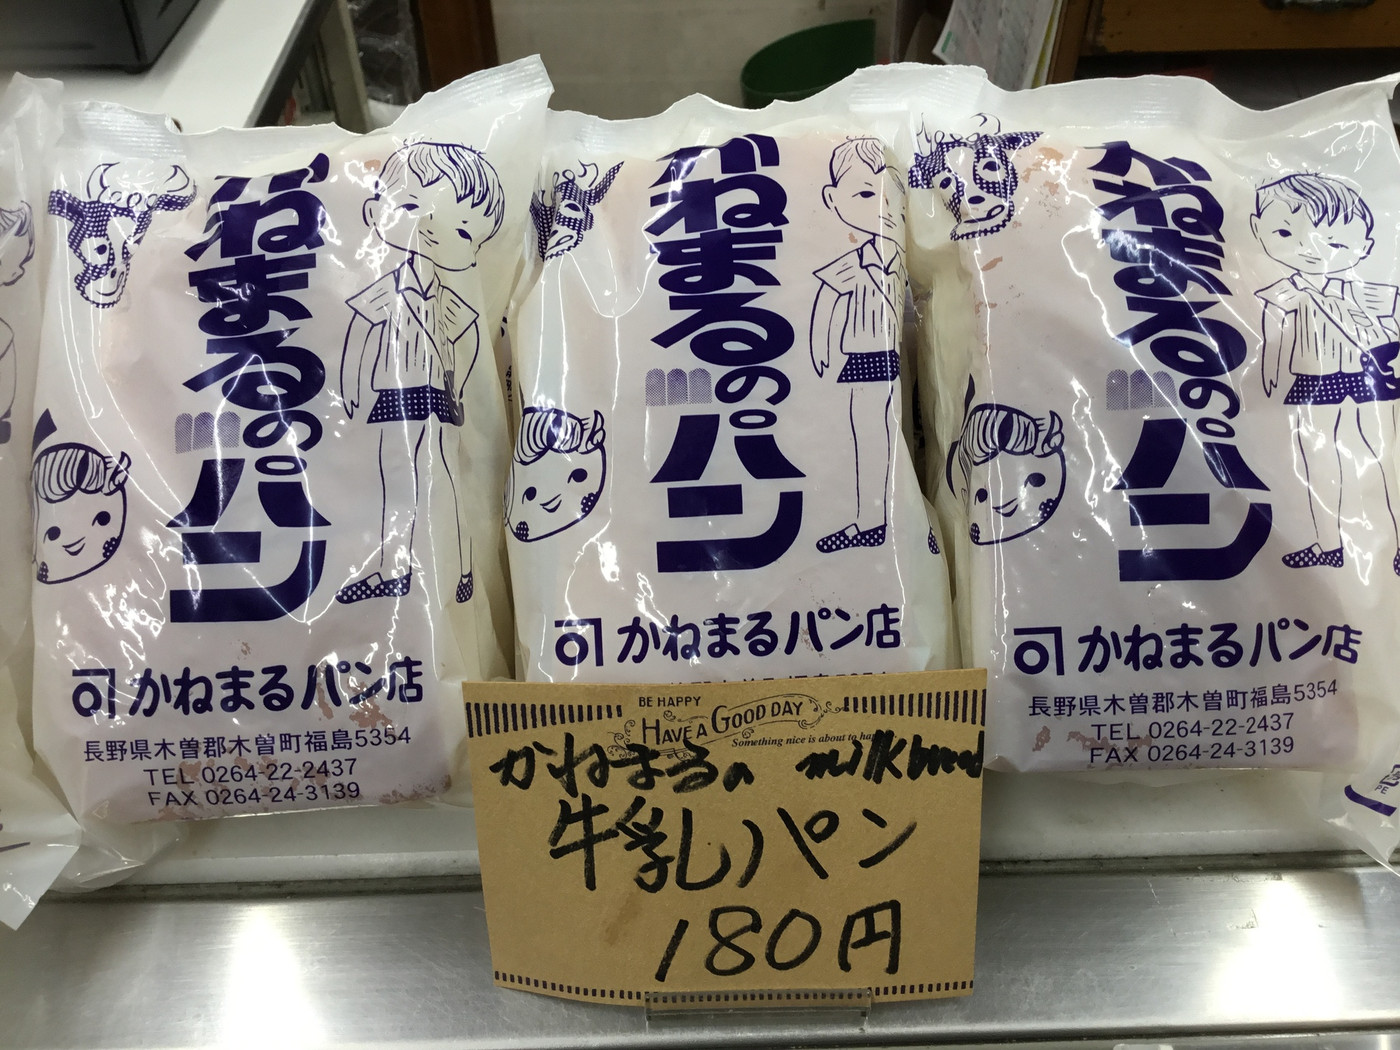 かねまるのパン
かねまるパン店
長野県木曽郡木曽町福島5354
TEL 0264-22-2437
FAX 0264-24-3139
かねまるのパン
かねまるパン店
かねまるのパン
かねまるパン店
長野県木曽郡木曽町福島5354
TEL 0264-22-2437
FAX 0264-24-3139
BE HAPPY
HAVE A GOOD DAY
Something nice is about to
かねまるの milk bread
牛乳パン
180円